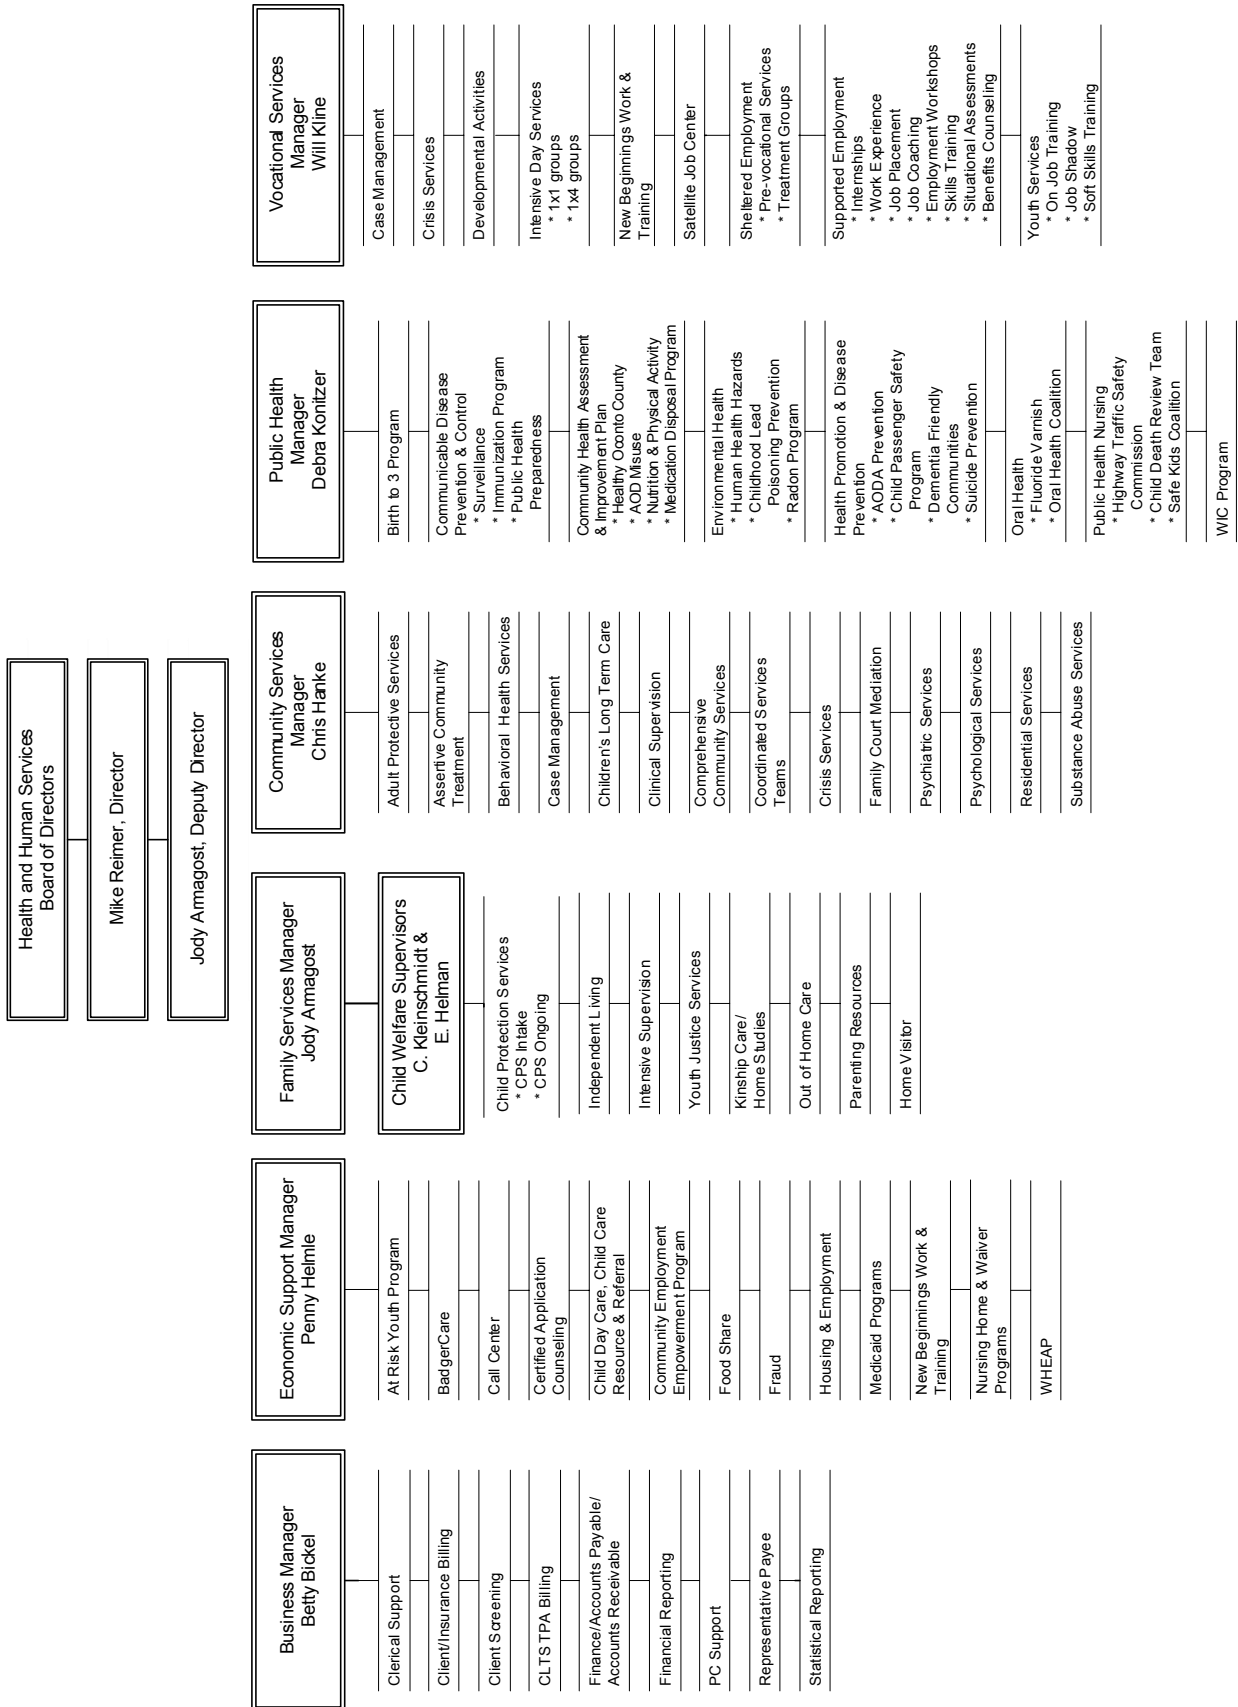 Health and Human Services
Board of Directors
Mike Reimer, Director
Jody Armagost, Deputy Director
Business Manager
Betty Bickel
Clerical Support
Client/Insurance Billing
Client Screening
CLTS TPA Billing
Finance/Accounts Payable/
Accounts Receivable
Financial Reporting
PC Support
Representative Payee
Statistical Reporting
Economic Support Manager
Penny Helmle
At Risk Youth Program
BadgerCare
Call Center
Certified Application
Counseling
Child Day Care, Child Care
Resource & Referral
Community Employment
Empowerment Program
Food Share
Fraud
Housing & Employment
Medicaid Programs
New Beginnings Work &
Training
Nursing Home & Waiver
Programs
WHEAP
Family Services Manager
Jody Armagost
Child Welfare Supervisors
C. Kleinschmidt &
E. Helman
Child Protection Services
* CPS Intake
* CPS Ongoing
Independent Living
Intensive Supervision
Youth Justice Services
Kinship Care/
Home Studies
Out of Home Care
Parenting Resources
Home Visitor
Community Services
Manager
Chris Hanke
Adult Protective Services
Assertive Community
Treatment
Behavioral Health Services
Case Management
Children's Long Term Care
Clinical Supervision
Comprehensive
Community Services
Coordinated Services
Teams
Crisis Services
Family Court Mediation
Psychiatric Services
Psychological Services
Residential Services
Substance Abuse Services
Public Health
Manager
Debra Konitzer
Birth to 3 Program
Communicable Disease
Prevention & Control
* Surveillance
* Immunization Program
* Public Health
Preparedness
Community Health Assessment
& Improvement Plan
* Healthy Oconto County
* AOD Misuse
* Nutrition & Physical Activity
* Medication Disposal Program
Environmental Health
* Human Health Hazards
* Childhood Lead
Poisoning Prevention
* Radon Program
Health Promotion & Disease
Prevention
* AODA Prevention
* Child Passenger Safety
Program
* Dementia Friendly
Communities
* Suicide Prevention
Oral Health
* Fluoride Varnish
* Oral Health Coalition
Public Health Nursing
* Highway Traffic Safety
Commission
* Child Death Review Team
* Safe Kids Coalition
WIC Program
Vocational Services
Manager
Will Kline
Case Management
Crisis Services
Developmental Activities
Intensive Day Services
* 1x1 groups
* 1x4 groups
New Beginnings Work &
Training
Satellite Job Center
Sheltered Employment
* Pre-vocational Services
* Treatment Groups
Supported Employment
* Internships
* Work Experience
* Job Placement
* Job Coaching
* Employment Workshops
* Skills Training
* Situational Assessments
* Benefits Counseling
Youth Services
* On Job Training
* Job Shadow
* Soft Skills Training